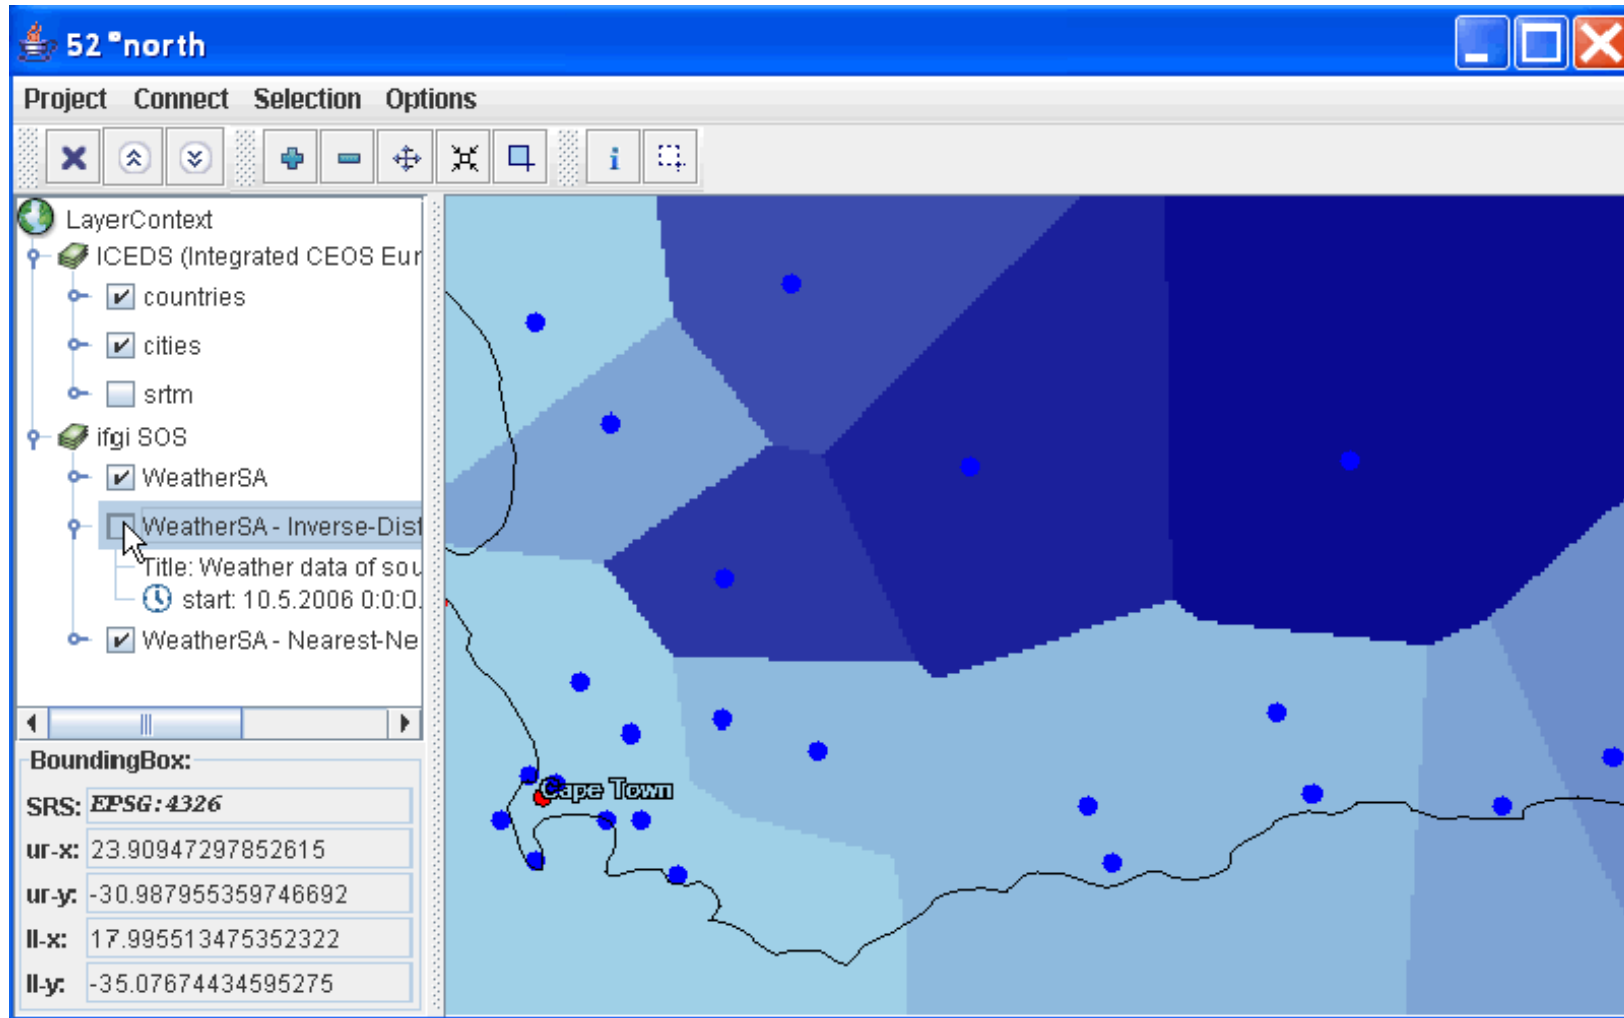 52°north
Project Connect Selection Options
LayerContext
ICEDS (Integrated CEOS Eur
countries
cities
srtm
ifgi SOS
WeatherSA
WeatherSA - Inverse-Dist
Title: Weather data of sou
start: 10.5.2006 0:0:0.
WeatherSA - Nearest-Ne
BoundingBox:
SRS: EPSG:4326
ur-x: 23.90947297852615
ur-y: -30.987955359746692
ll-x: 17.995513475352322
ll-y: -35.07674434595275
Cape Town